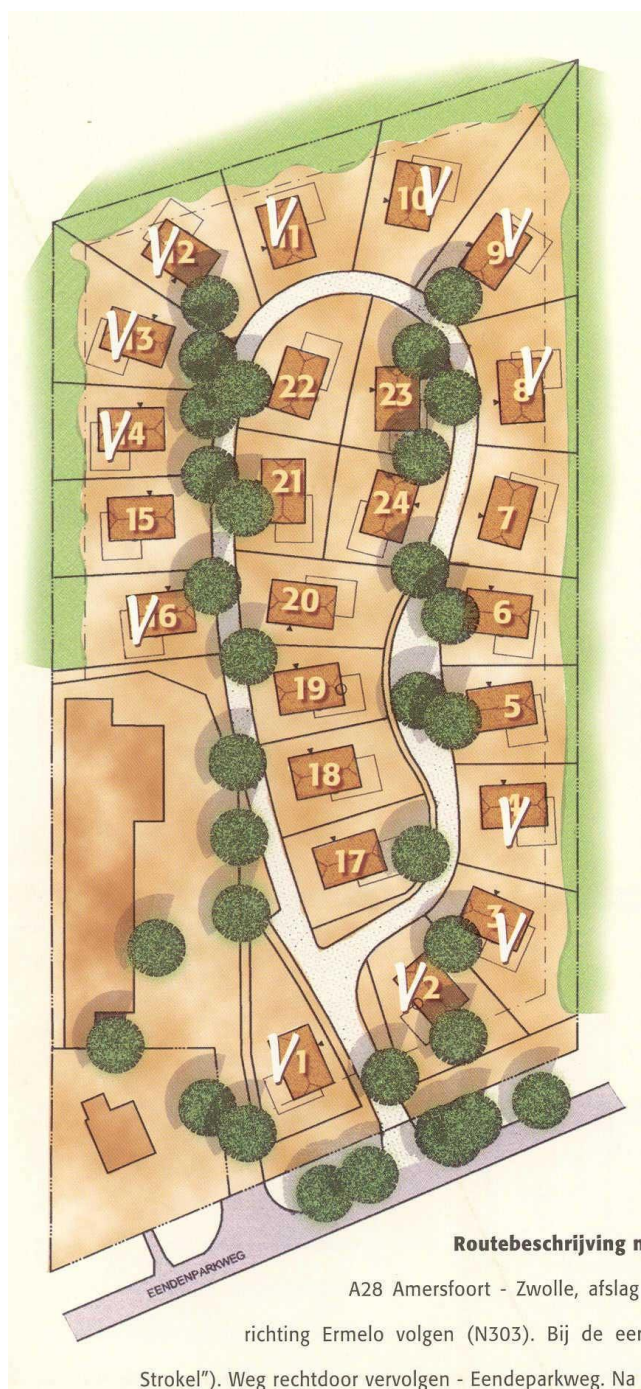 10
V
11
V
9
V
12
V
13
V
8
V
22
23
14
V
21
24
7
15
20
6
16
V
19
5
18
4
V
17
3
V
2
V
1
V
EENDENPARKWEG
Routebeschrijving n
A28 Amersfoort - Zwolle, afslag
richting Ermelo volgen (N303). Bij de eer
Strokel"). Weg rechtdoor vervolgen - Eendeparkweg. Na